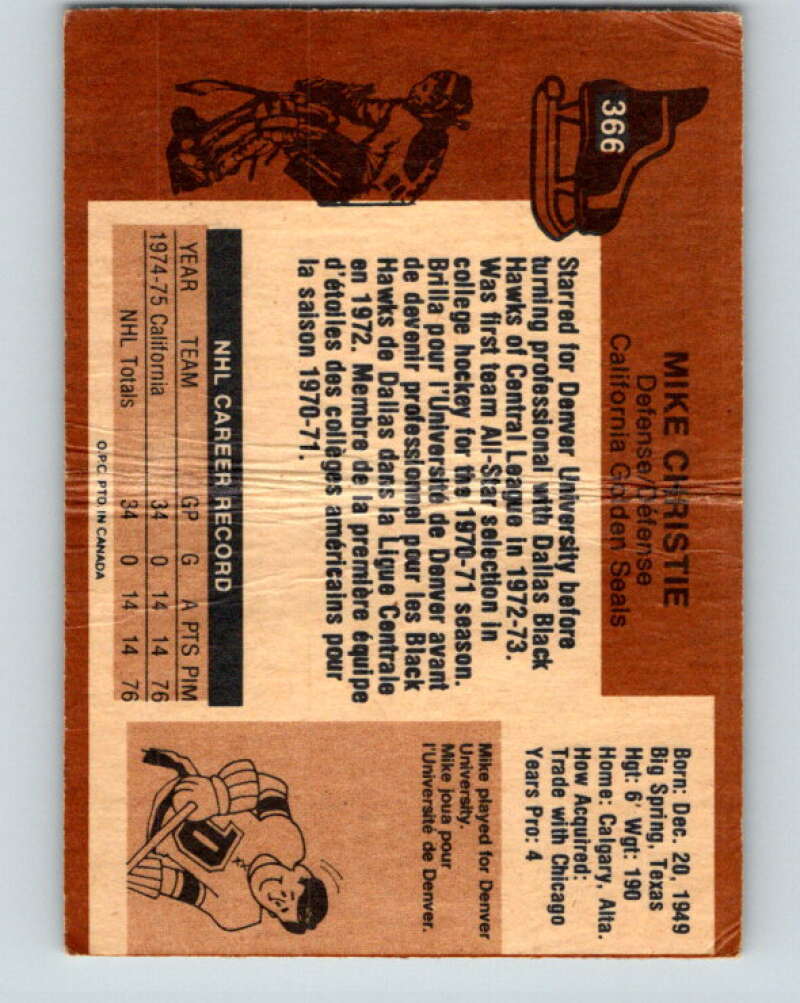 366
MIKE CHRISTIE
Defense/Défense
California Golden Seals
Born: Dec. 20, 1949
Big Spring, Texas
Hgt: 6' Wgt: 190
Home: Calgary, Alta.
How Acquired:
Trade with Chicago
Years Pro: 4
Starred for Denver University before
turning professional with Dallas Black
Hawks of Central League in 1972-73.
Was first team All-Star selection in
college hockey for the 1970-71 season.
Brilla pour l'Université de Denver avant
de devenir professionnel pour les Black
Hawks de Dallas dans la Ligue Centrale
en 1972. Membre de la première équipe
d'étoiles des collèges américains pour
la saison 1970-71.
Mike played for Denver
University.
Mike joua pour
l'Université de Denver.
D
NHL CAREER RECORD
YEAR TEAM GP G A PTS PIM
1974-75 California 34 0 14 14 76
NHL Totals 34 0 14 14 76
O.P.C. PTD. IN CANADA